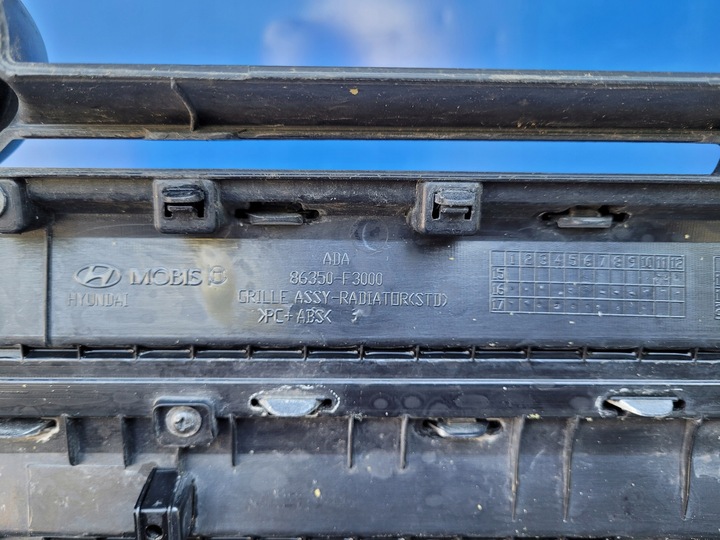 ADA
MOBIS
HYUNDAI
86350-F3000
GRILLE ASSY-RADIATOR(STD)
>PC+ABS<
1 2 3 4 5 6 7 8 9 10 11 12
15
16
17